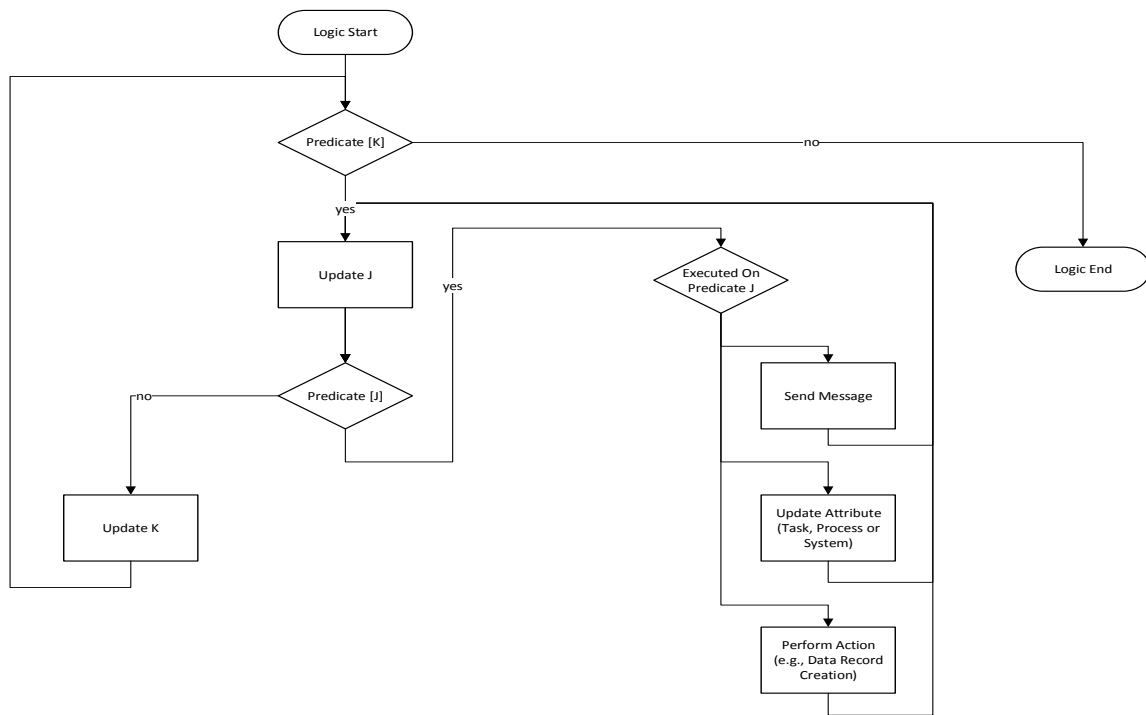 Logic Start
Predicate [K]
no
yes
Update J
yes
Executed On
Predicate J
Logic End
Predicate [J]
no
Send Message
Update K
Update Attribute
(Task, Process or
System)
Perform Action
(e.g., Data Record
Creation)